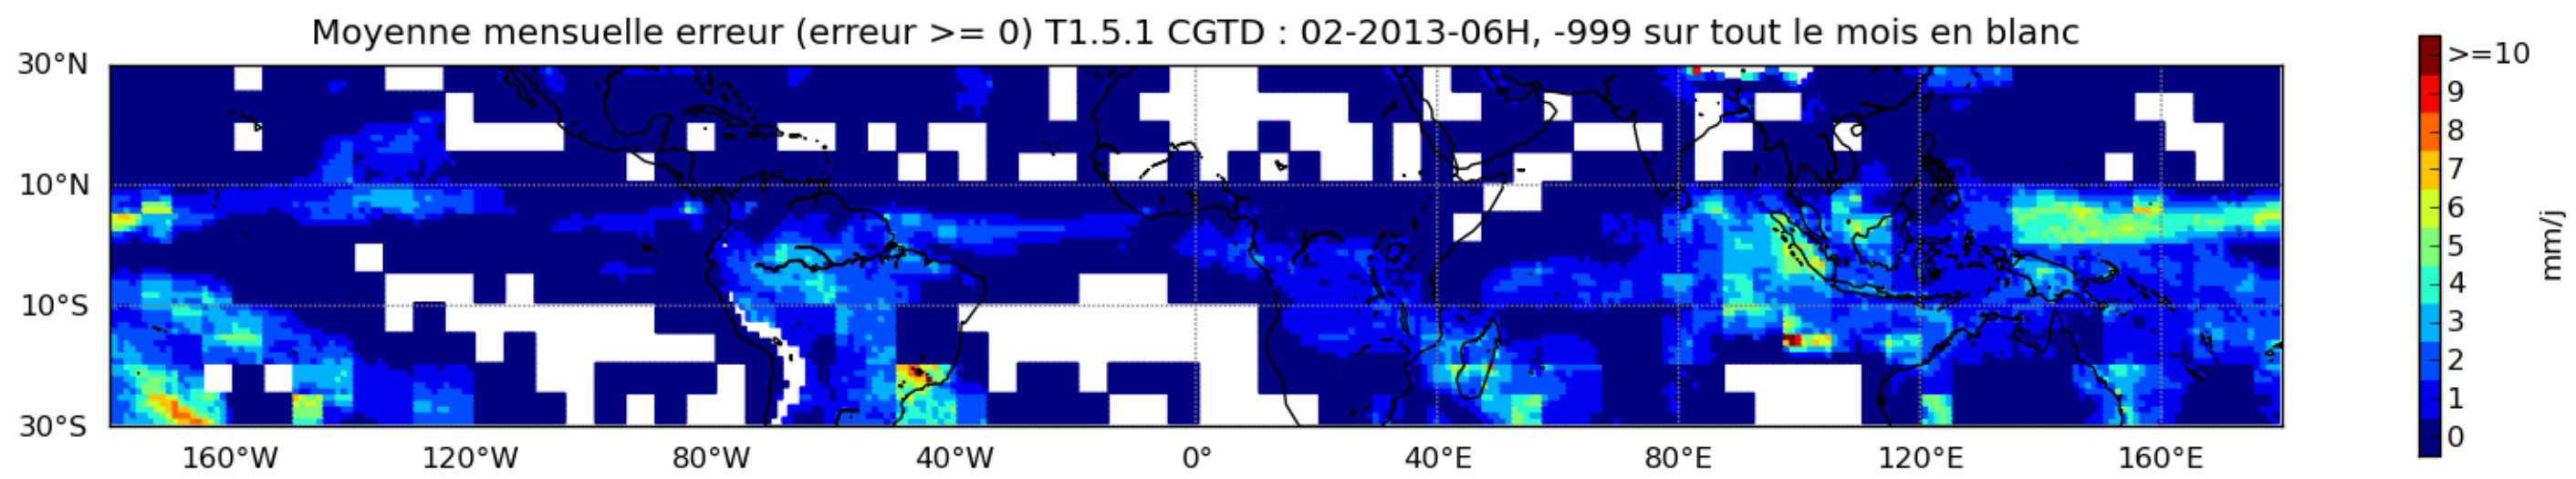 Moyenne mensuelle erreur (erreur >= 0) T1.5.1 CGTD : 02-2013-06H, -999 sur tout le mois en blanc
30°N
10°N
10°S
30°S
160°W 120°W 80°W 40°W 0° 40°E 80°E 120°E 160°E
>=10
9
8
7
6
5
4
3
2
1
0
mm/j